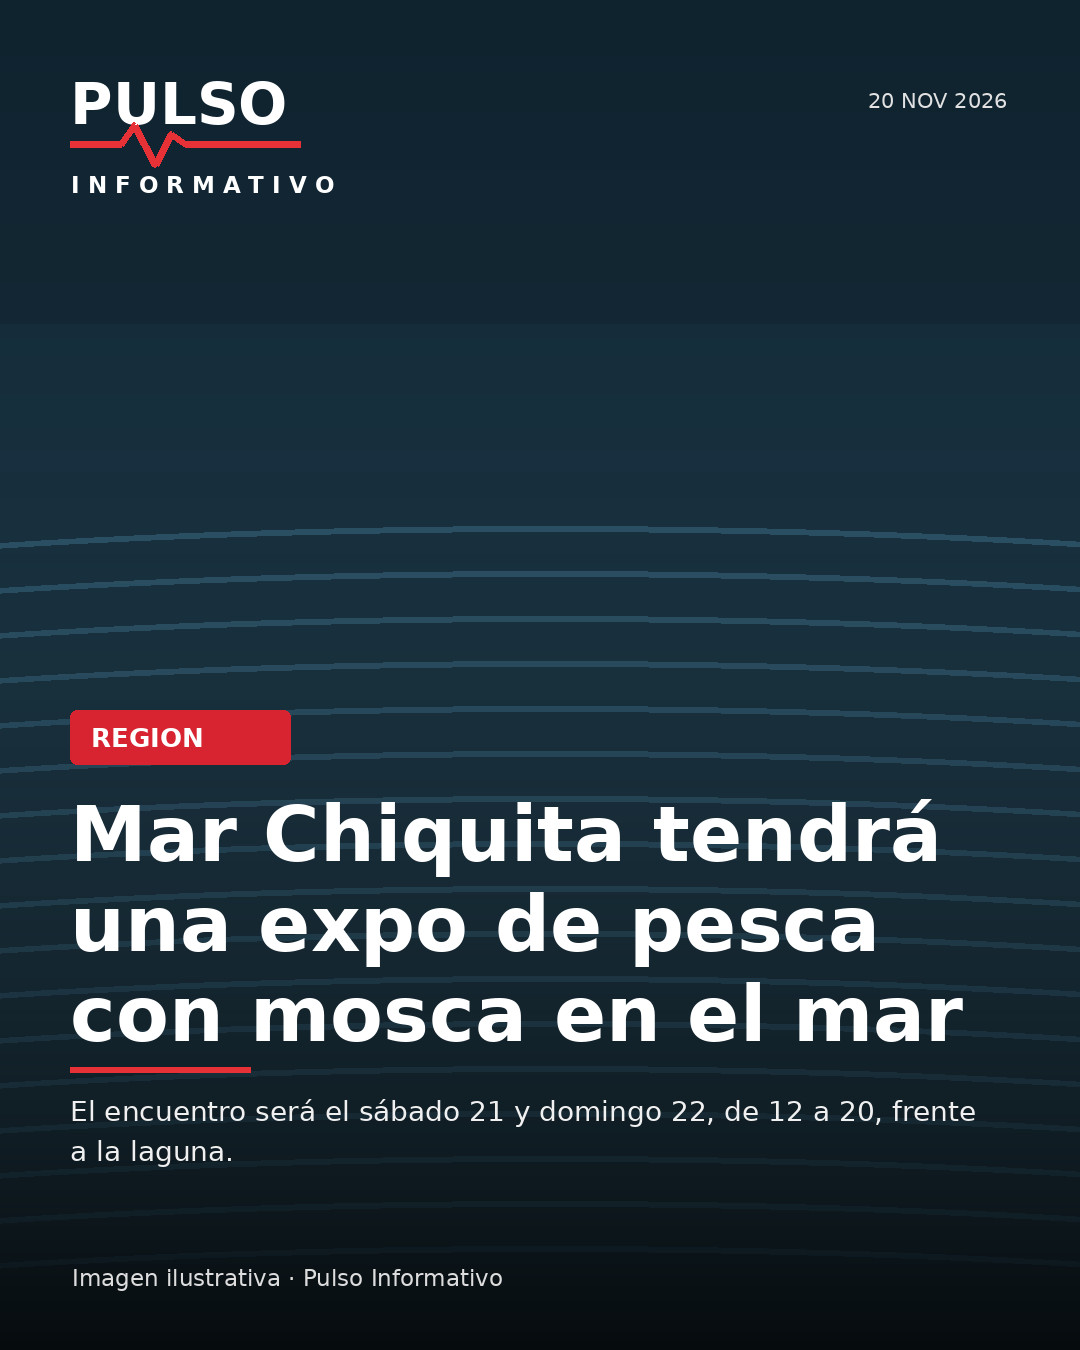 PULSO
INFORMATIVO
20 NOV 2026
REGION
Mar Chiquita tendrá
una expo de pesca
con mosca en el mar
El encuentro será el sábado 21 y domingo 22, de 12 a 20, frente
a la laguna.
Imagen ilustrativa · Pulso Informativo